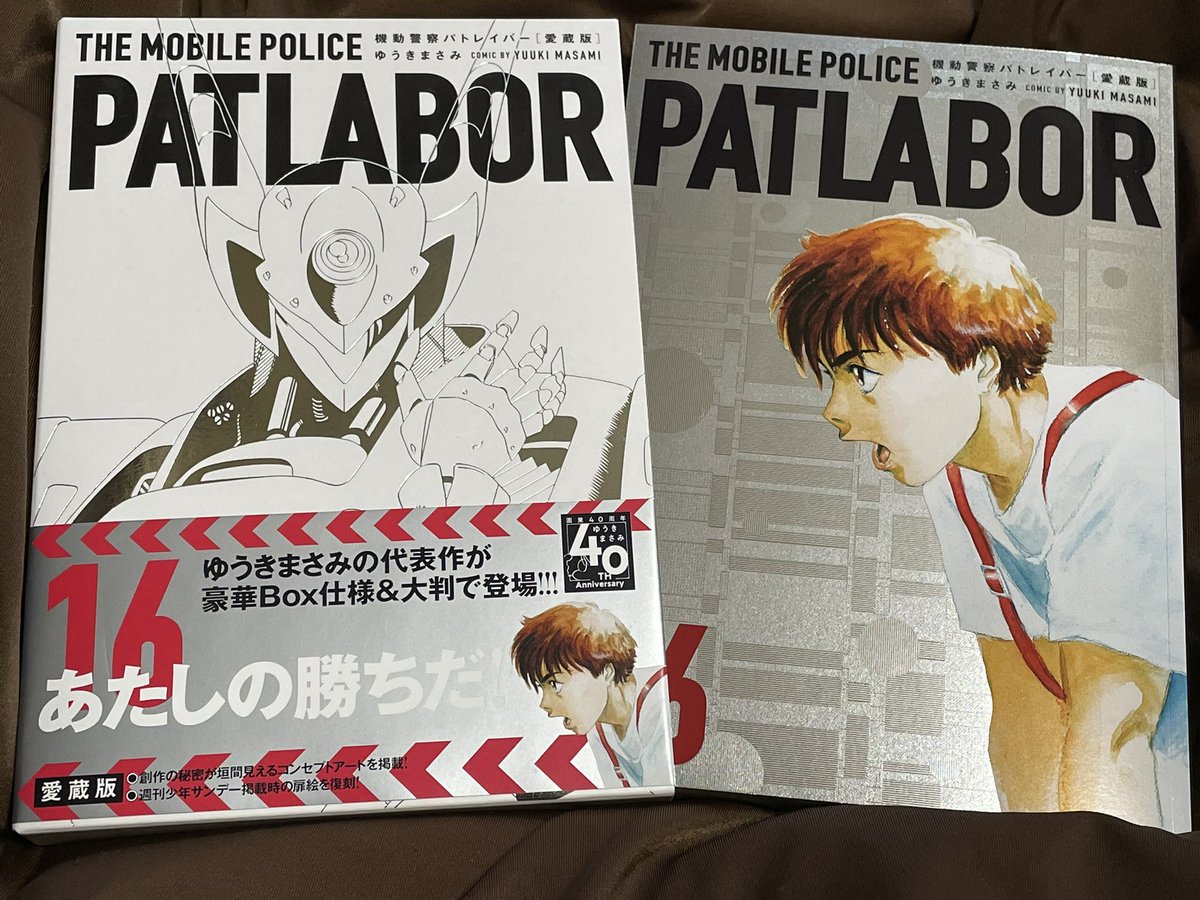 THE MOBILE POLICE
機動警察パトレイバー[愛蔵版]
ゆうきまさみ COMIC BY YUUKI MASAMI
PATLABOR
画業40周年
ゆうきまさみ
40TH
Anniversary
16
ゆうきまさみの代表作が
豪華Box仕様&大判で登場!!!
あたしの勝ちだ!
愛蔵版
●創作の秘密が垣間見えるコンセプトアートを掲載!
●週刊少年サンデー掲載時の扉絵を復刻!
THE MOBILE POLICE
機動警察パトレイバー[愛蔵版]
ゆうきまさみ COMIC BY YUUKI MASAMI
PATLABOR
6